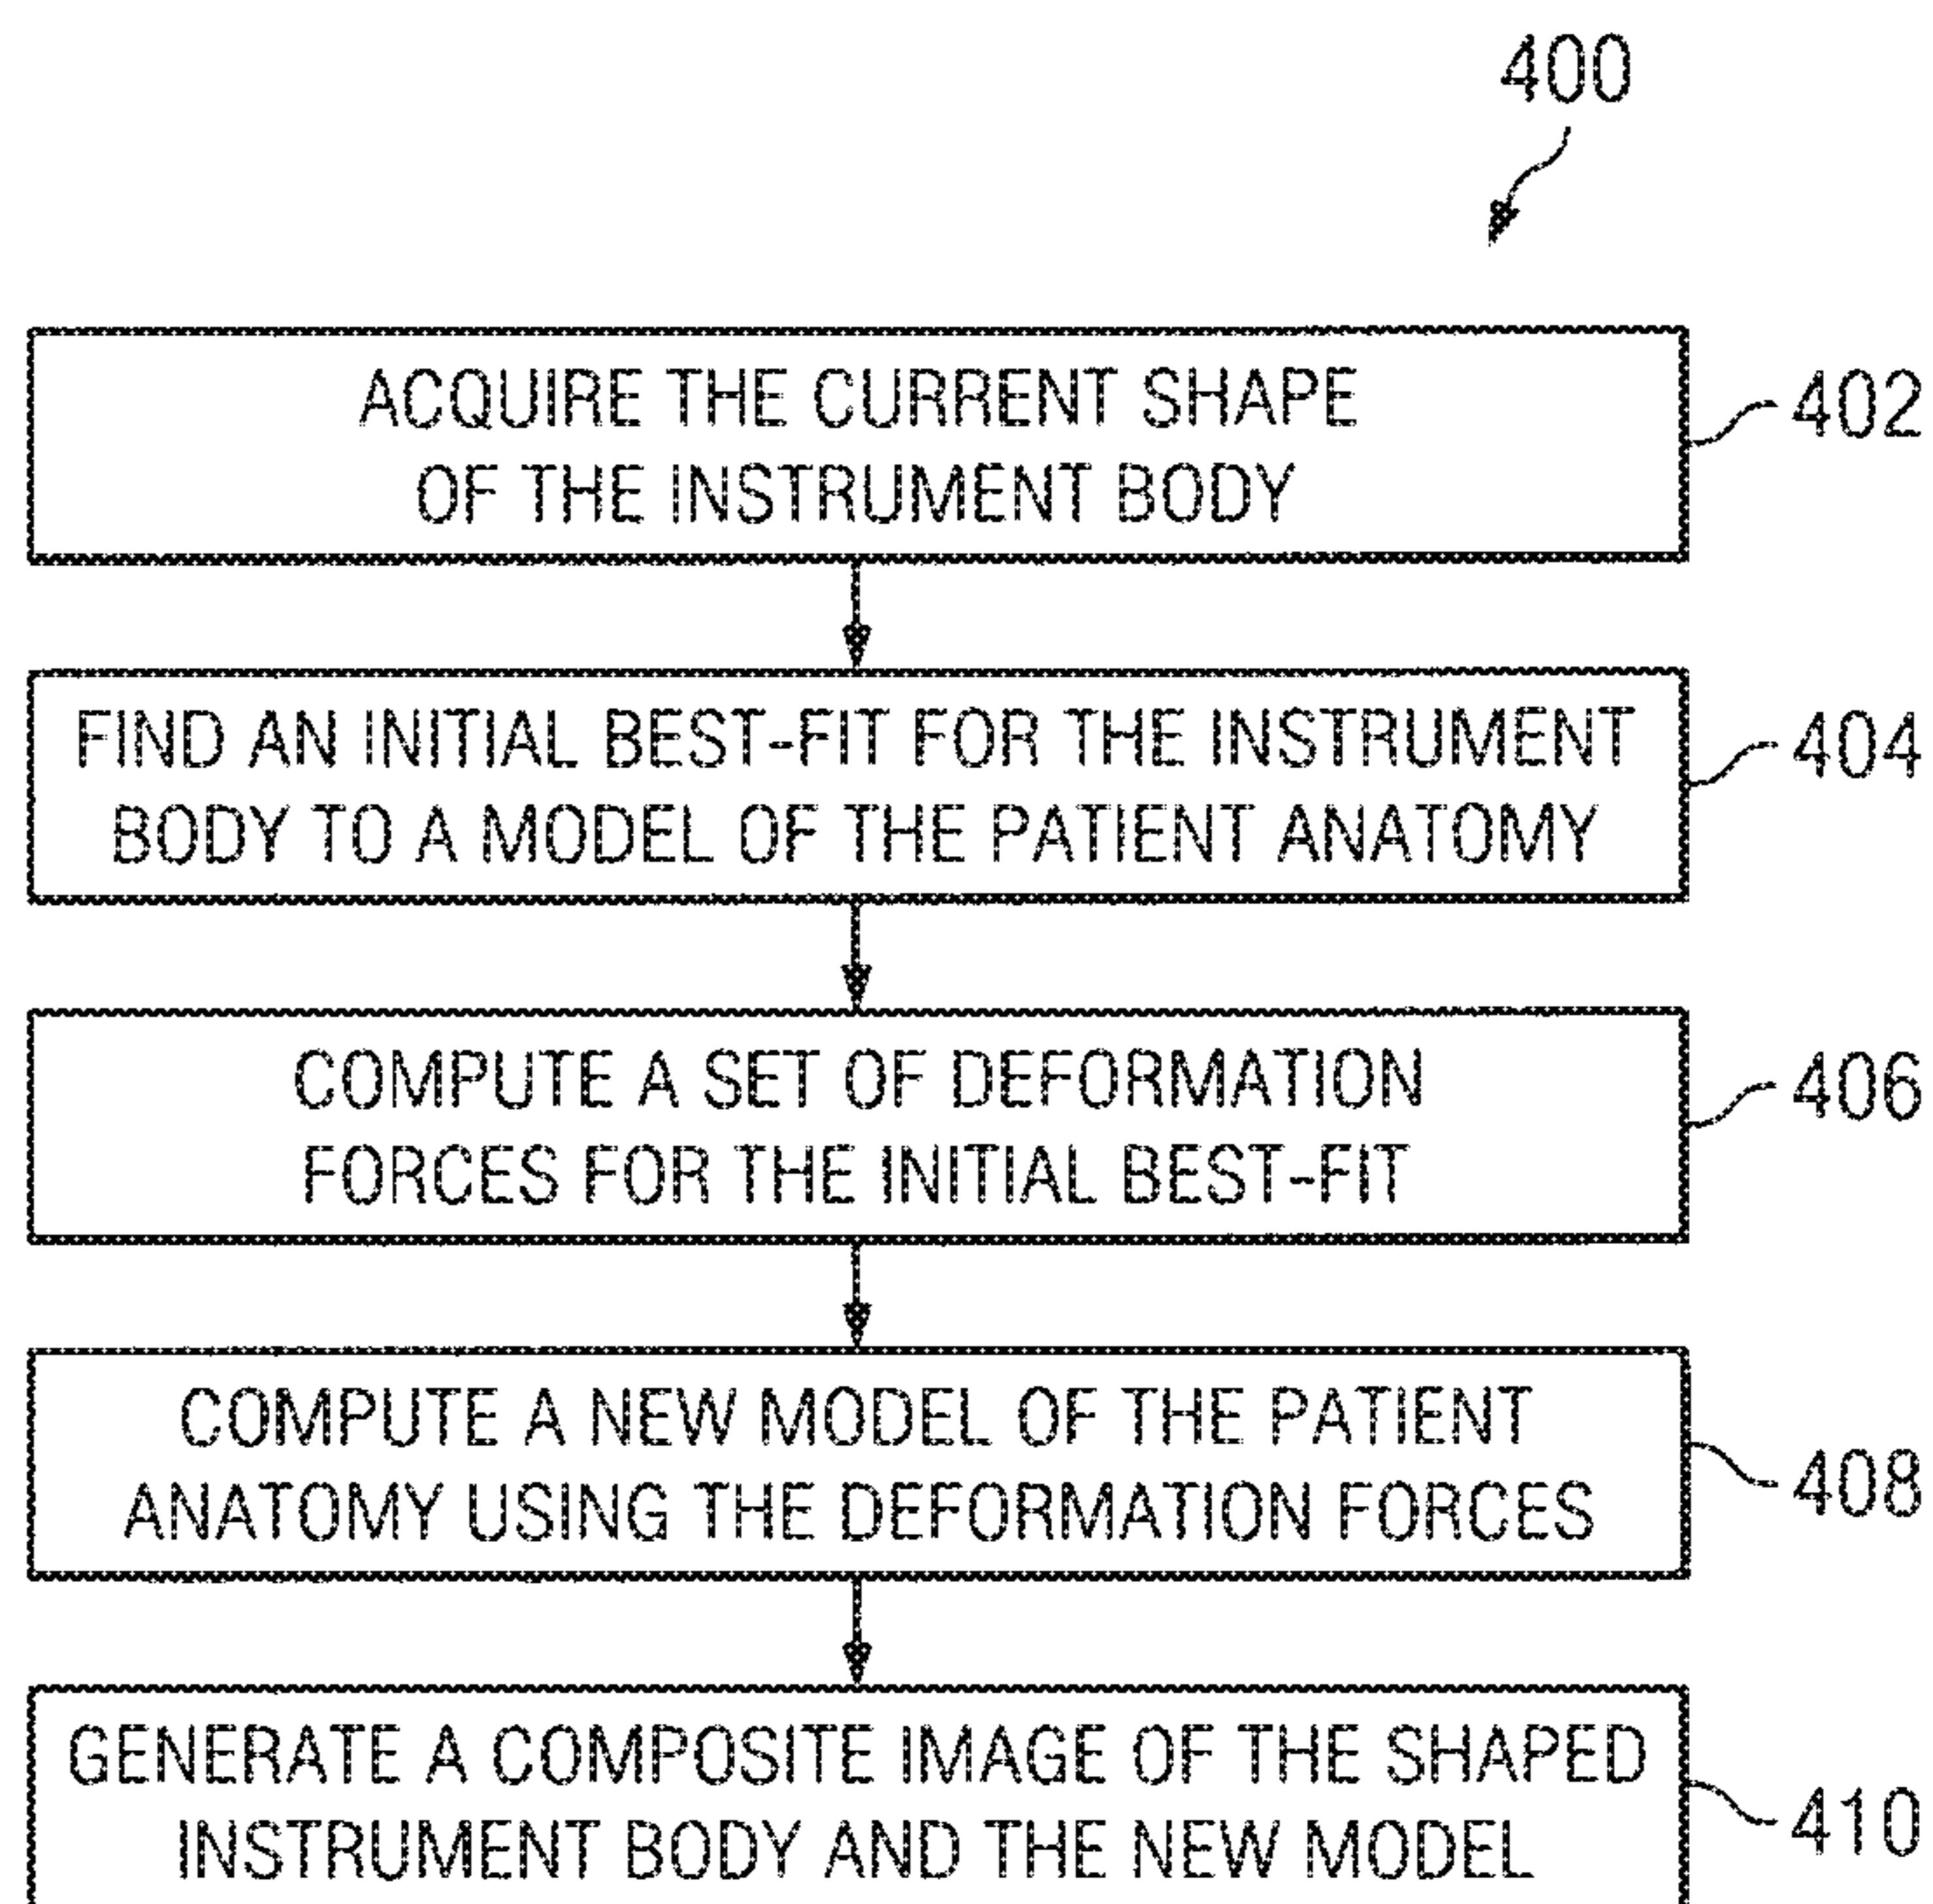 400
ACQUIRE THE CURRENT SHAPE
OF THE INSTRUMENT BODY
402
FIND AN INITIAL BEST-FIT FOR THE INSTRUMENT
BODY TO A MODEL OF THE PATIENT ANATOMY
404
COMPUTE A SET OF DEFORMATION
FORCES FOR THE INITIAL BEST-FIT
406
COMPUTE A NEW MODEL OF THE PATIENT
ANATOMY USING THE DEFORMATION FORCES
408
GENERATE A COMPOSITE IMAGE OF THE SHAPED
INSTRUMENT BODY AND THE NEW MODEL
410